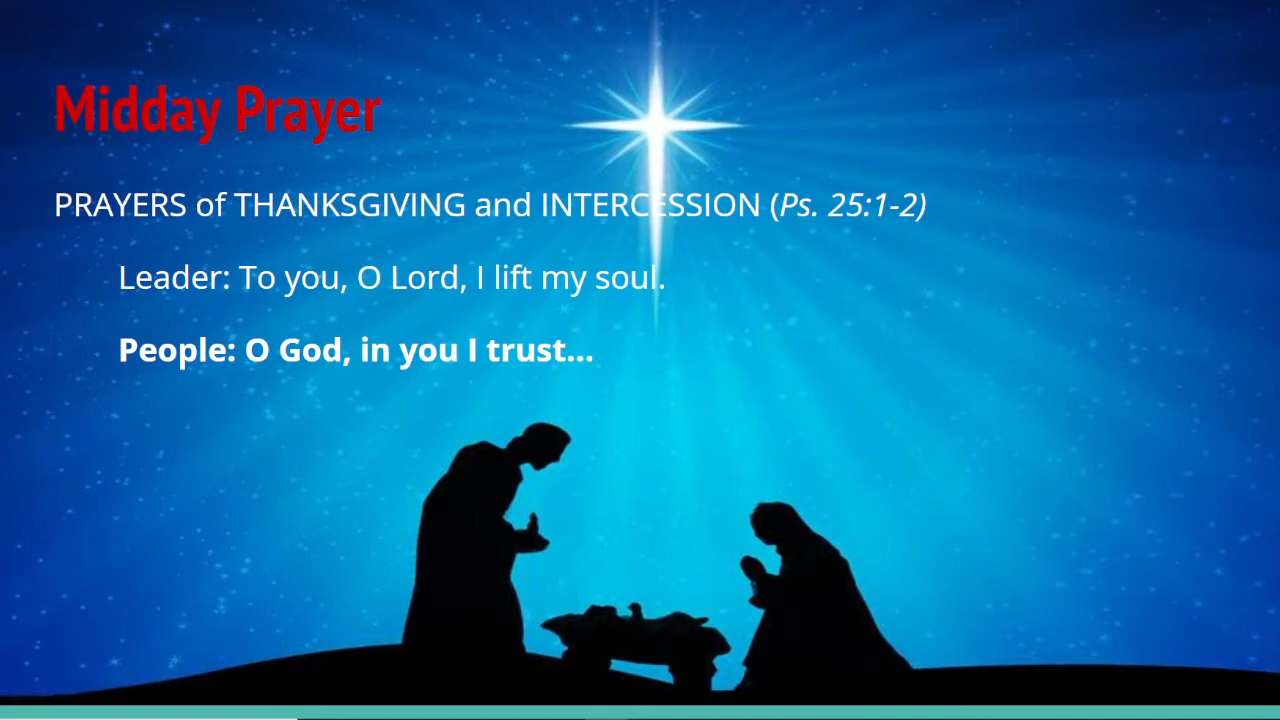 Midday Prayer
PRAYERS of THANKSGIVING and INTERCESSION (Ps. 25:1-2)
Leader: To you, O Lord, I lift my soul.
People: O God, in you I trust...